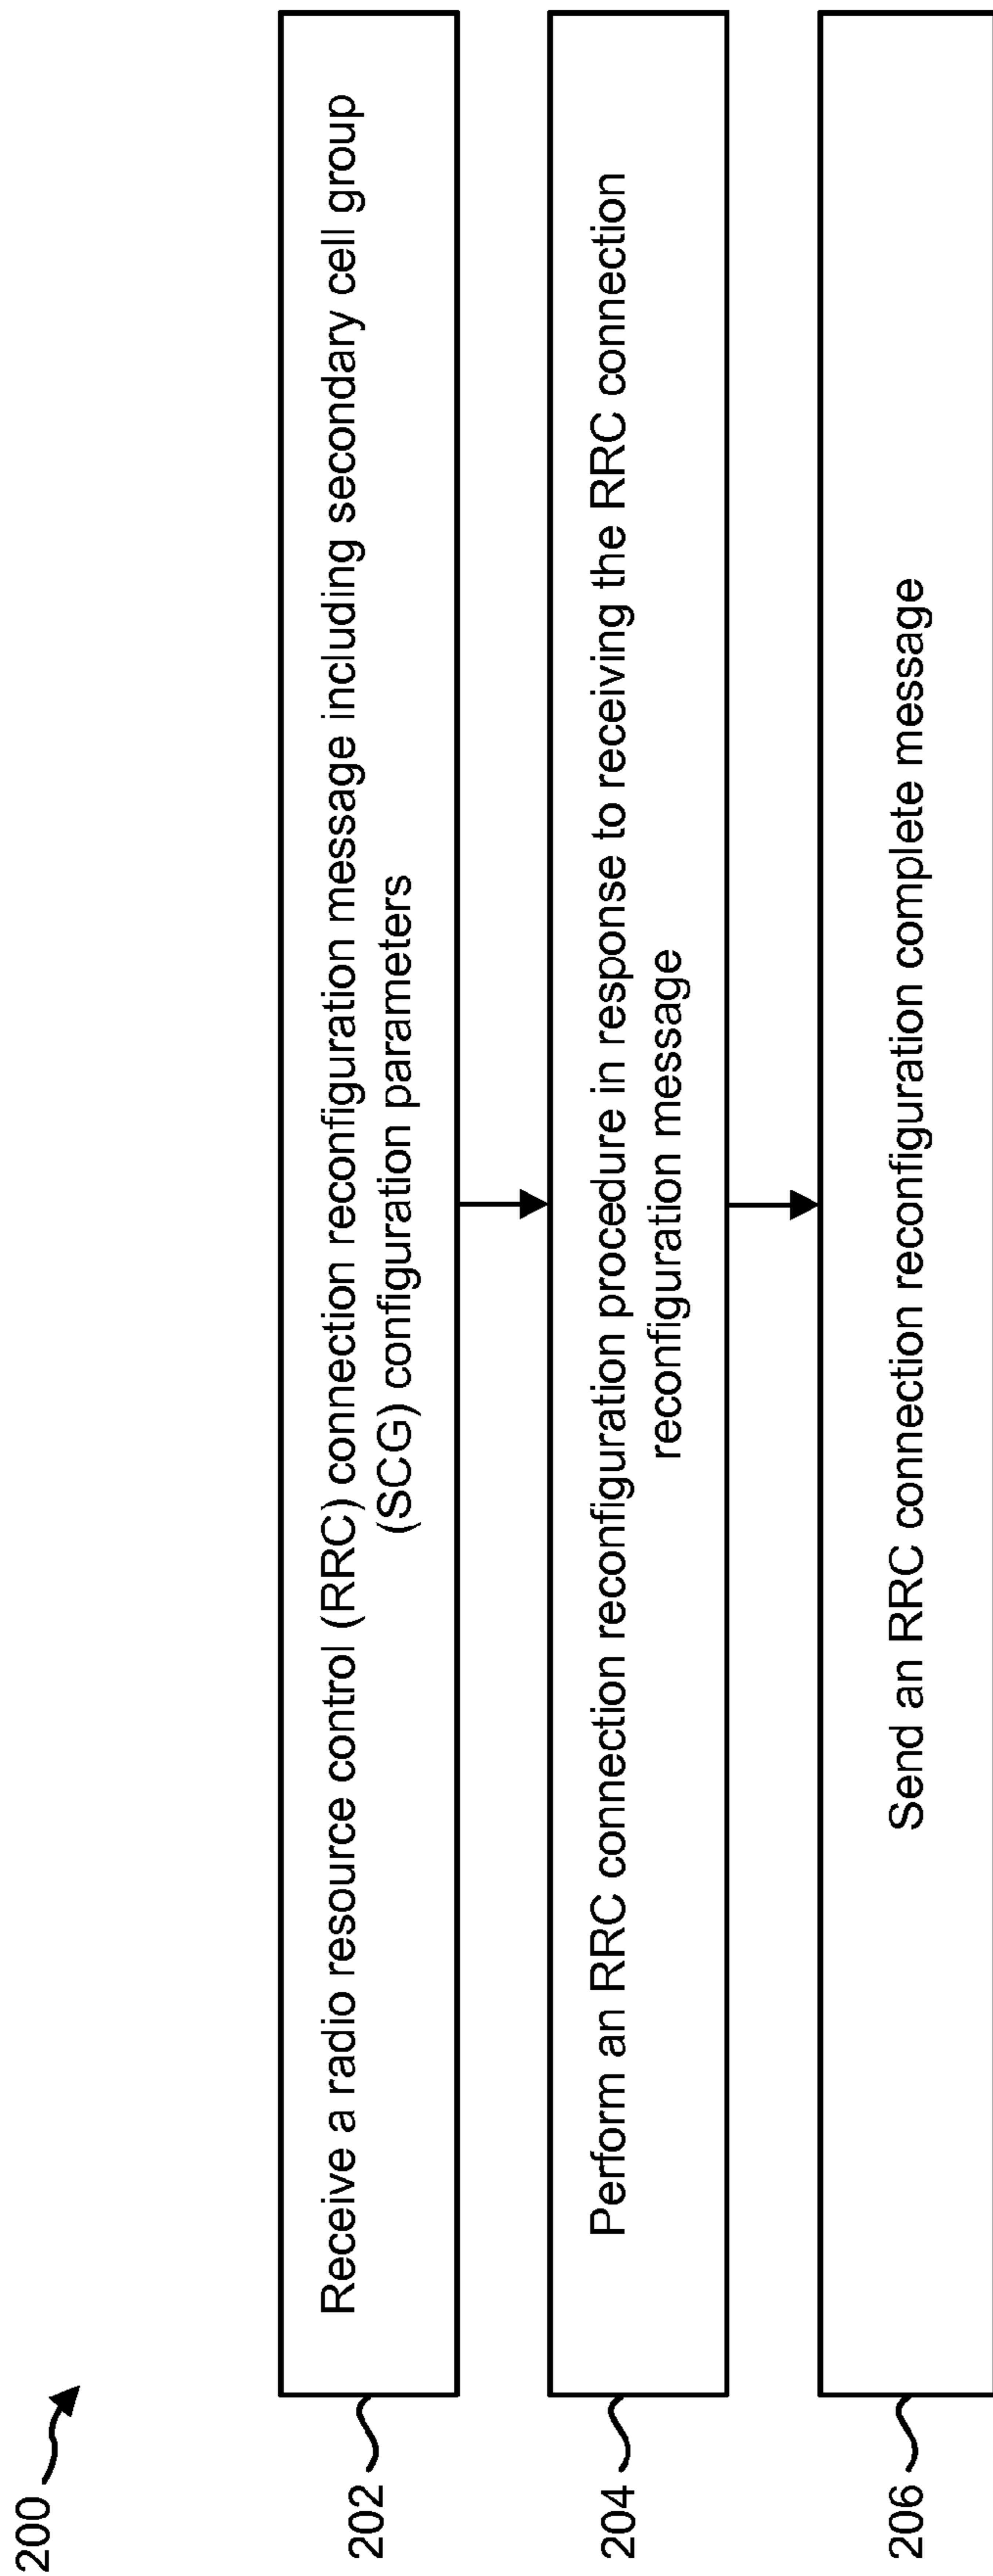 200
202
Receive a radio resource control (RRC) connection reconfiguration message including secondary cell group
(SCG) configuration parameters
204
Perform an RRC connection reconfiguration procedure in response to receiving the RRC connection
reconfiguration message
206
Send an RRC connection reconfiguration complete message